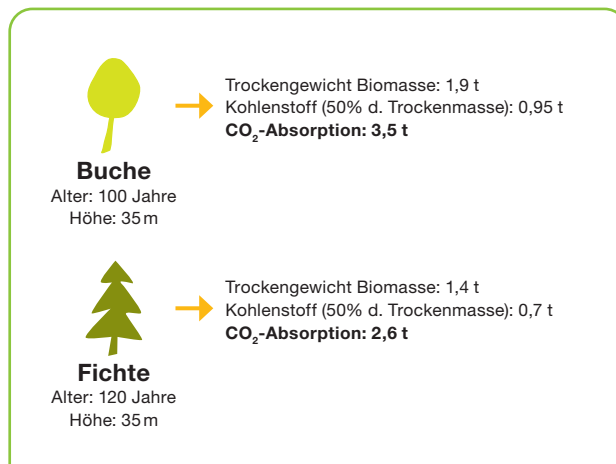 Trockengewicht Biomasse: 1,9 t
Kohlenstoff (50% d. Trockenmasse): 0,95 t
CO₂-Absorption: 3,5 t
Buche
Alter: 100 Jahre
Höhe: 35 m
Trockengewicht Biomasse: 1,4 t
Kohlenstoff (50% d. Trockenmasse): 0,7 t
CO₂-Absorption: 2,6 t
Fichte
Alter: 120 Jahre
Höhe: 35 m